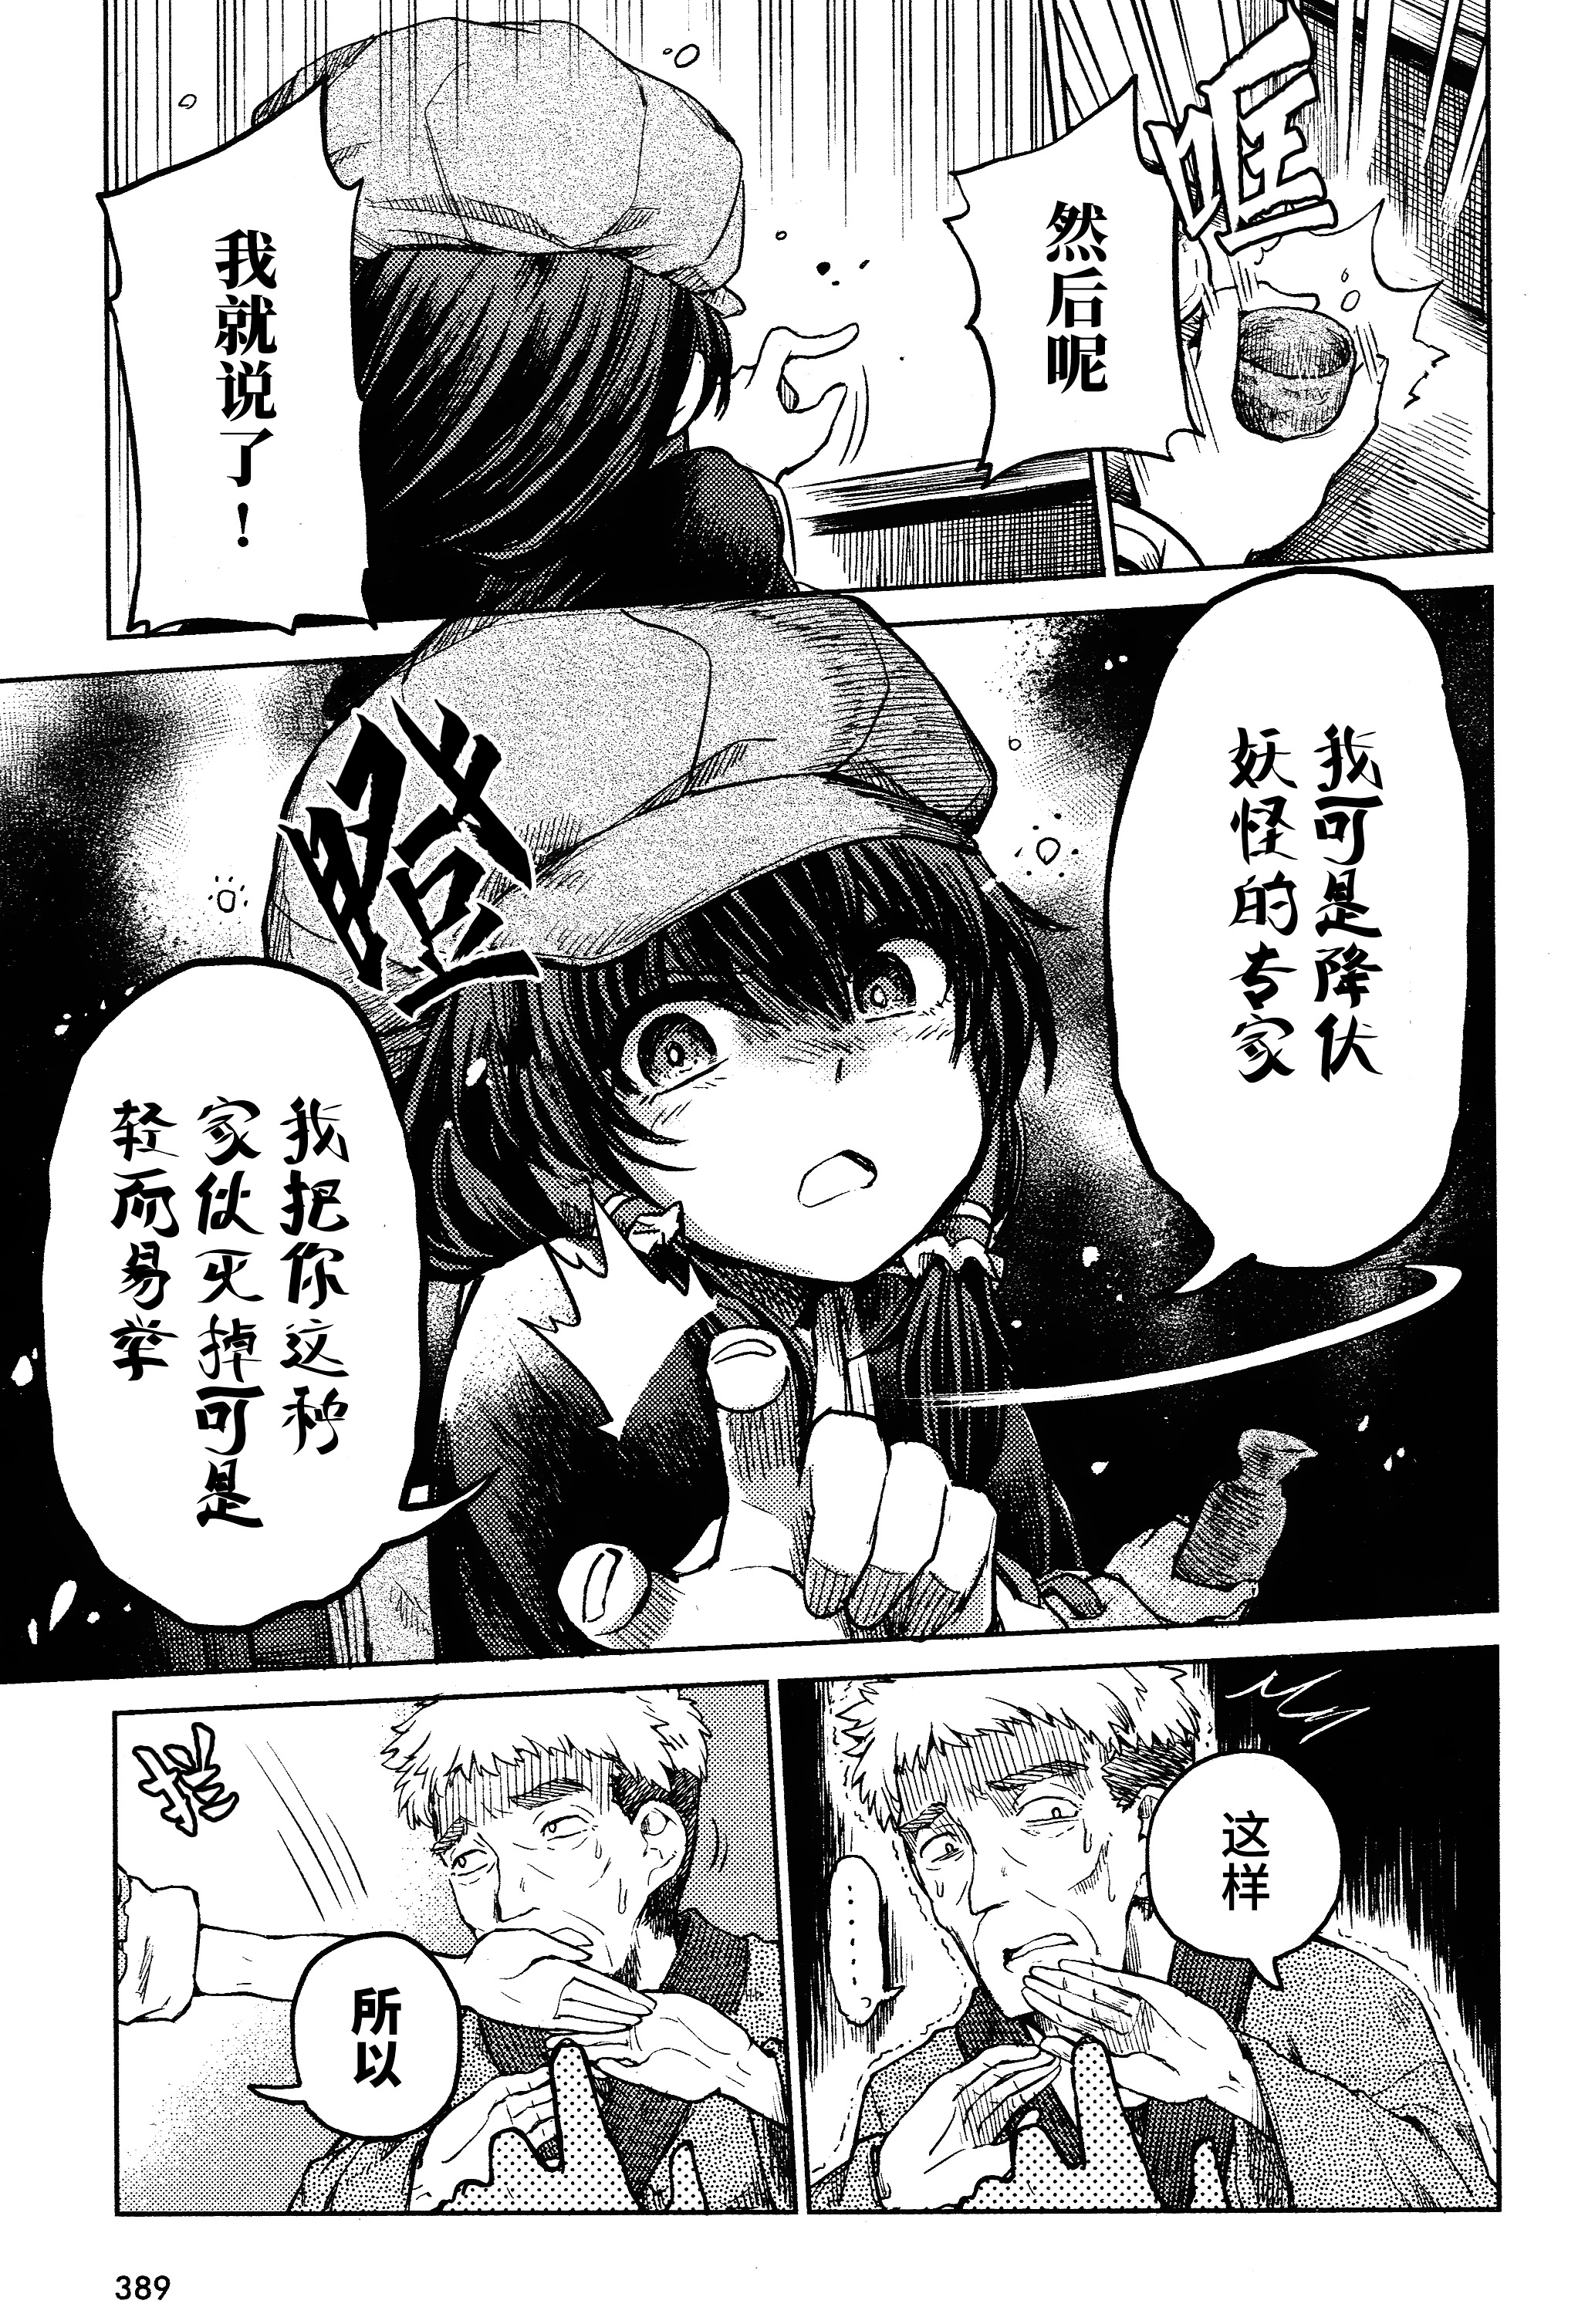 哐
然后呢
我就说了！
我可是降伏
妖怪的专家
瞪
我把你这种
家伙灭掉可是
轻而易举
这样
……
所以
389